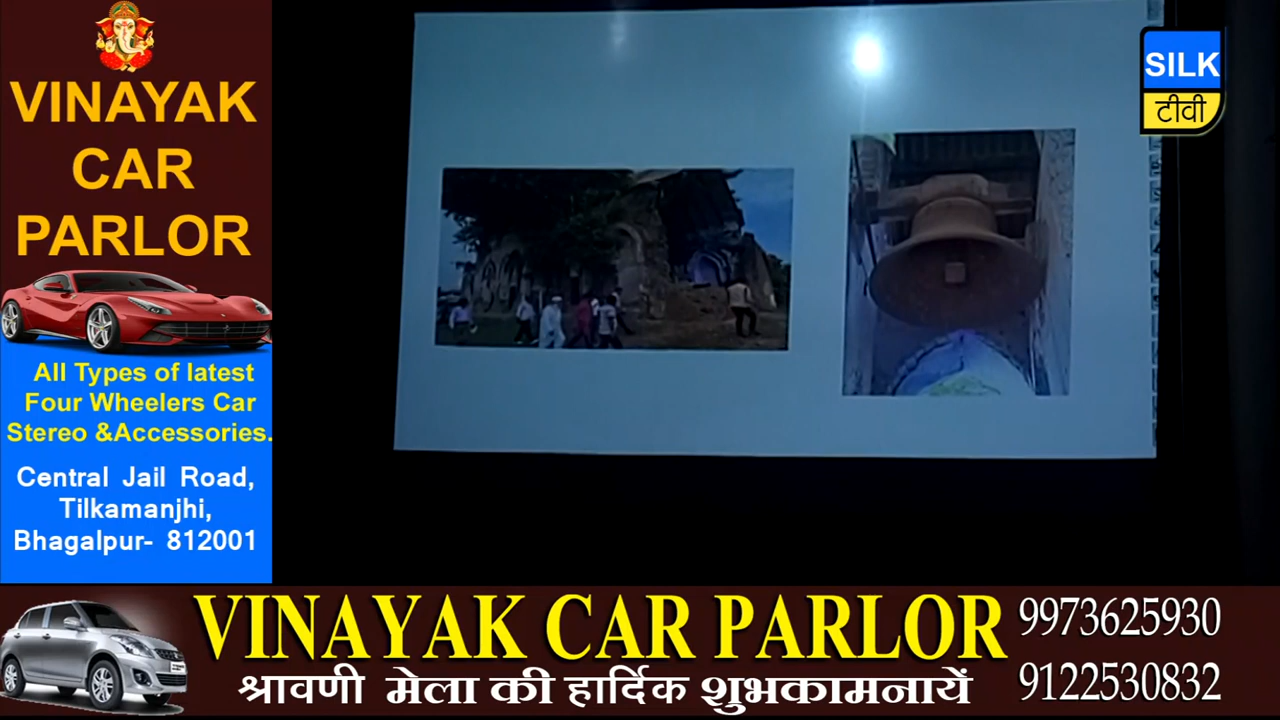 VINAYAK
CAR
PARLOR
All Types of latest
Four Wheelers Car
Stereo &Accessories.
Central Jail Road,
Tilkamanjhi,
Bhagalpur- 812001
SILK
टीवी
VINAYAK CAR PARLOR
श्रावणी मेला की हार्दिक शुभकामनायें
9973625930
9122530832